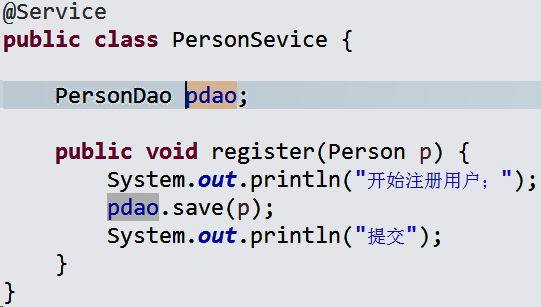 @Service
public class PersonSevice {
PersonDao pdao;
public void register(Person p) {
System.out.println("开始注册用户；");
pdao.save(p);
System.out.println("提交");
}
}